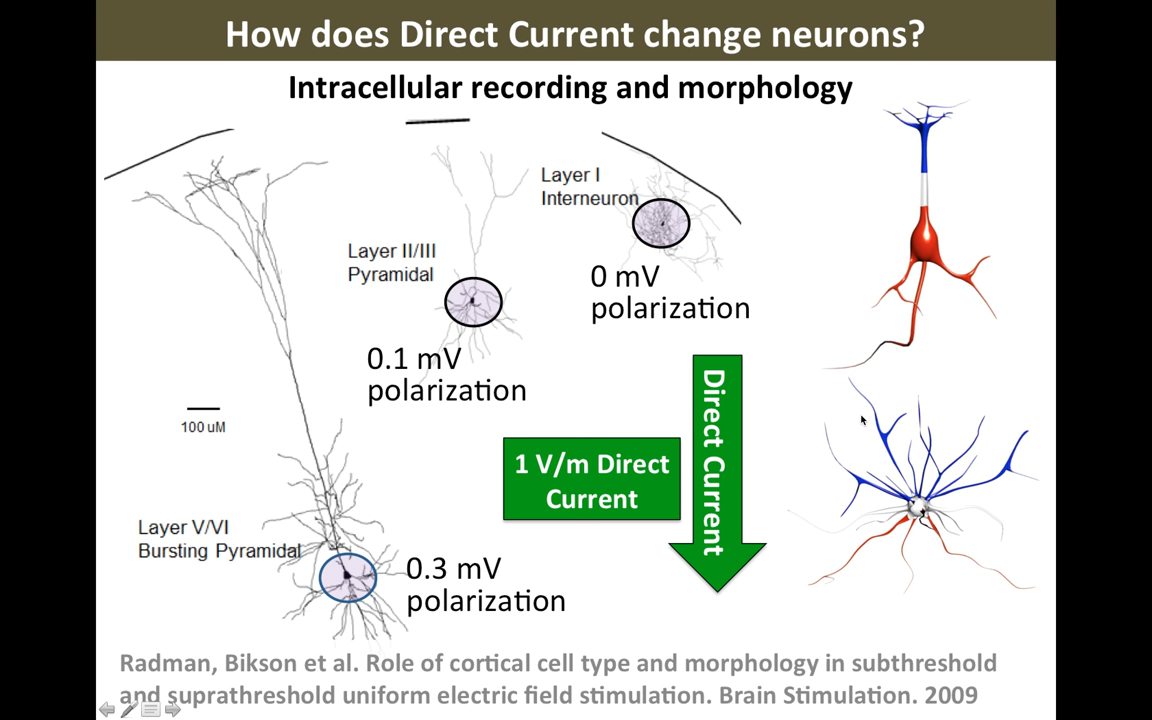 How does Direct Current change neurons?
Intracellular recording and morphology
Layer I
Interneuron
Layer II/III
Pyramidal
0 mV
polarization
0.1 mV
polarization
100 uM
Direct Current
1 V/m Direct
Current
Layer V/VI
Bursting Pyramidal
0.3 mV
polarization
Radman, Bikson et al. Role of cortical cell type and morphology in subthreshold
and suprathreshold uniform electric field stimulation. Brain Stimulation. 2009